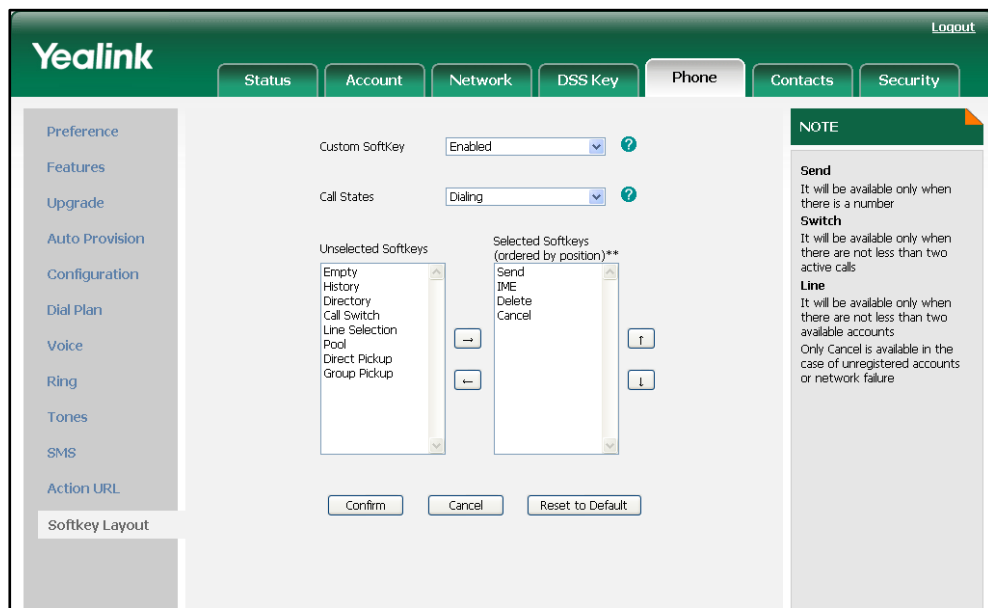 Logout
Yealink
Status
Account
Network
DSS Key
Phone
Contacts
Security
Preference
Features
Upgrade
Auto Provision
Configuration
Dial Plan
Voice
Ring
Tones
SMS
Action URL
Softkey Layout
Custom SoftKey
Enabled
?
Call States
Dialing
?
Unselected Softkeys
Empty
History
Directory
Call Switch
Line Selection
Pool
Direct Pickup
Group Pickup
→
←
Selected Softkeys
(ordered by position)**
Send
IME
Delete
Cancel
↑
↓
Confirm
Cancel
Reset to Default
NOTE
Send
It will be available only when
there is a number
Switch
It will be available only when
there are not less than two
active calls
Line
It will be available only when
there are not less than two
available accounts
Only Cancel is available in the
case of unregistered accounts
or network failure